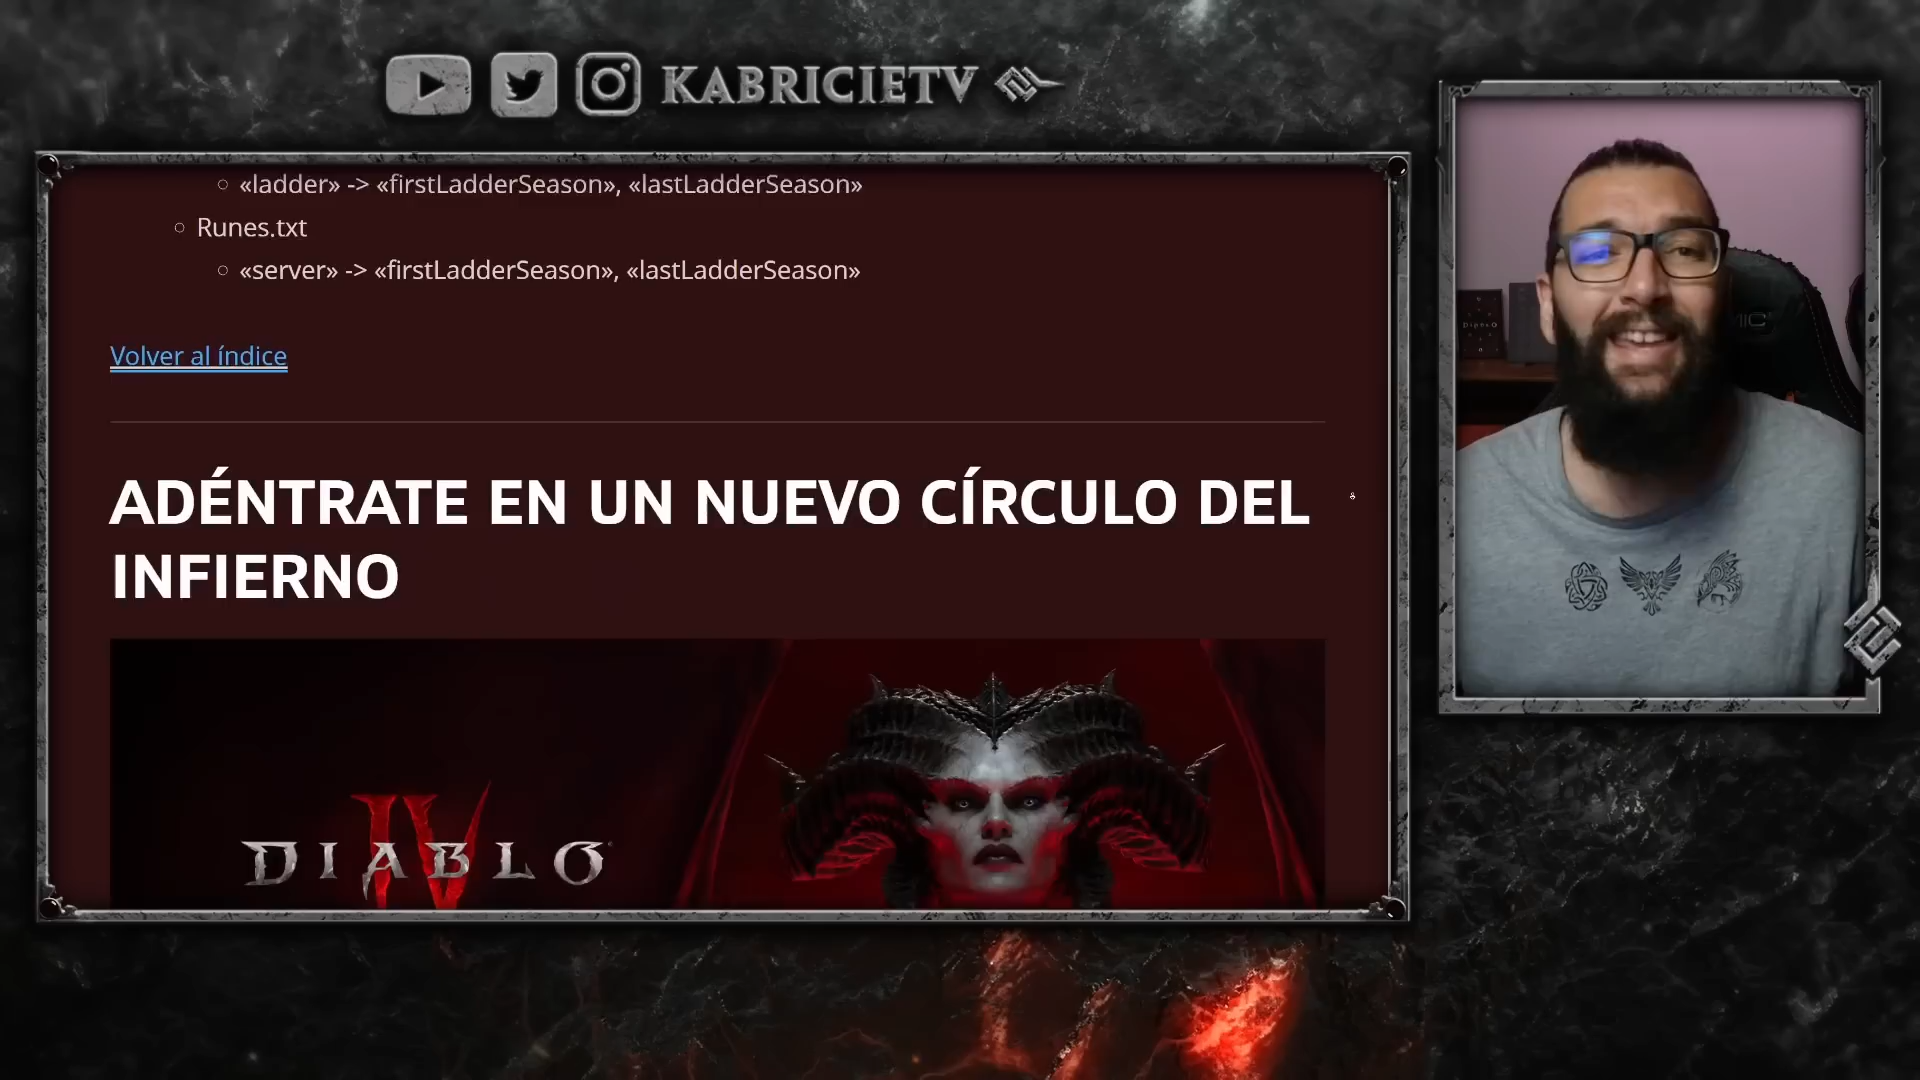 KABRICIETV
○ «ladder» -> «firstLadderSeason», «lastLadderSeason»
○ Runes.txt
○ «server» -> «firstLadderSeason», «lastLadderSeason»
Volver al índice
ADÉNTRATE EN UN NUEVO CÍRCULO DEL
INFIERNO
DIABLO
IV
DIABLO